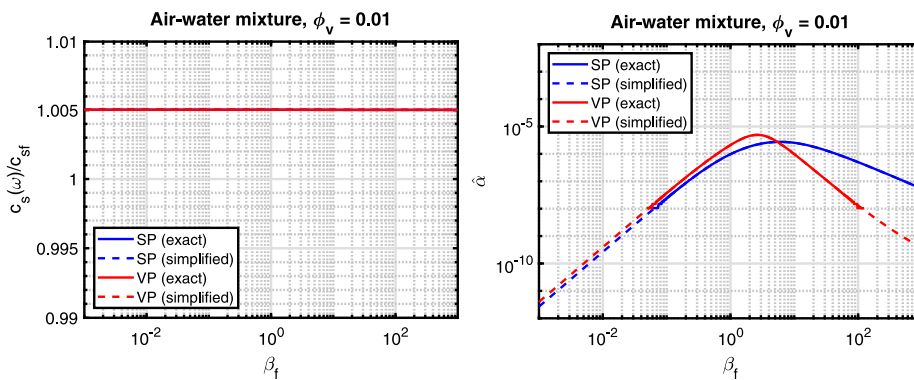 Air-water mixture, ϕv = 0.01
1.01
1.005
1
0.995
0.99
cs(ω)/csf
SP (exact)
SP (simplified)
VP (exact)
VP (simplified)
10-2
100
102
βf
Air-water mixture, ϕv = 0.01
SP (exact)
SP (simplified)
VP (exact)
VP (simplified)
10-5
10-10
α̂
10-2
100
102
βf